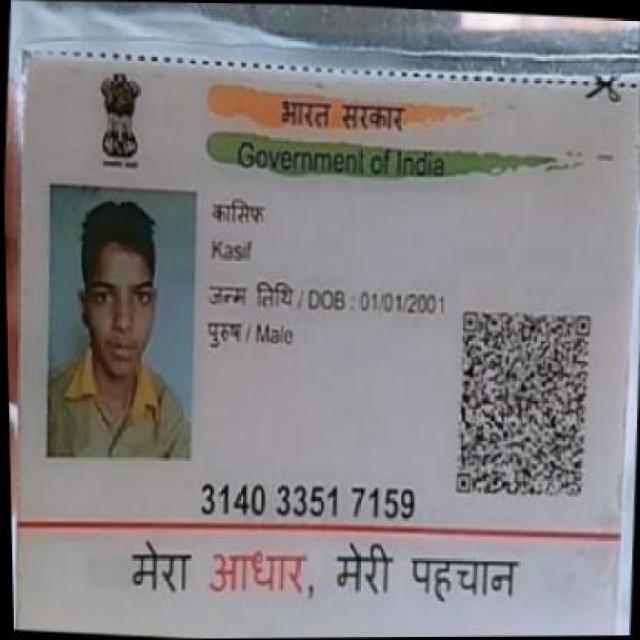 भारत सरकार
Government of India
कासिफ
Kasif
जन्म तिथि / DOB : 01/01/2001
पुरुष / Male
3140 3351 7159
मेरा आधार, मेरी पहचान